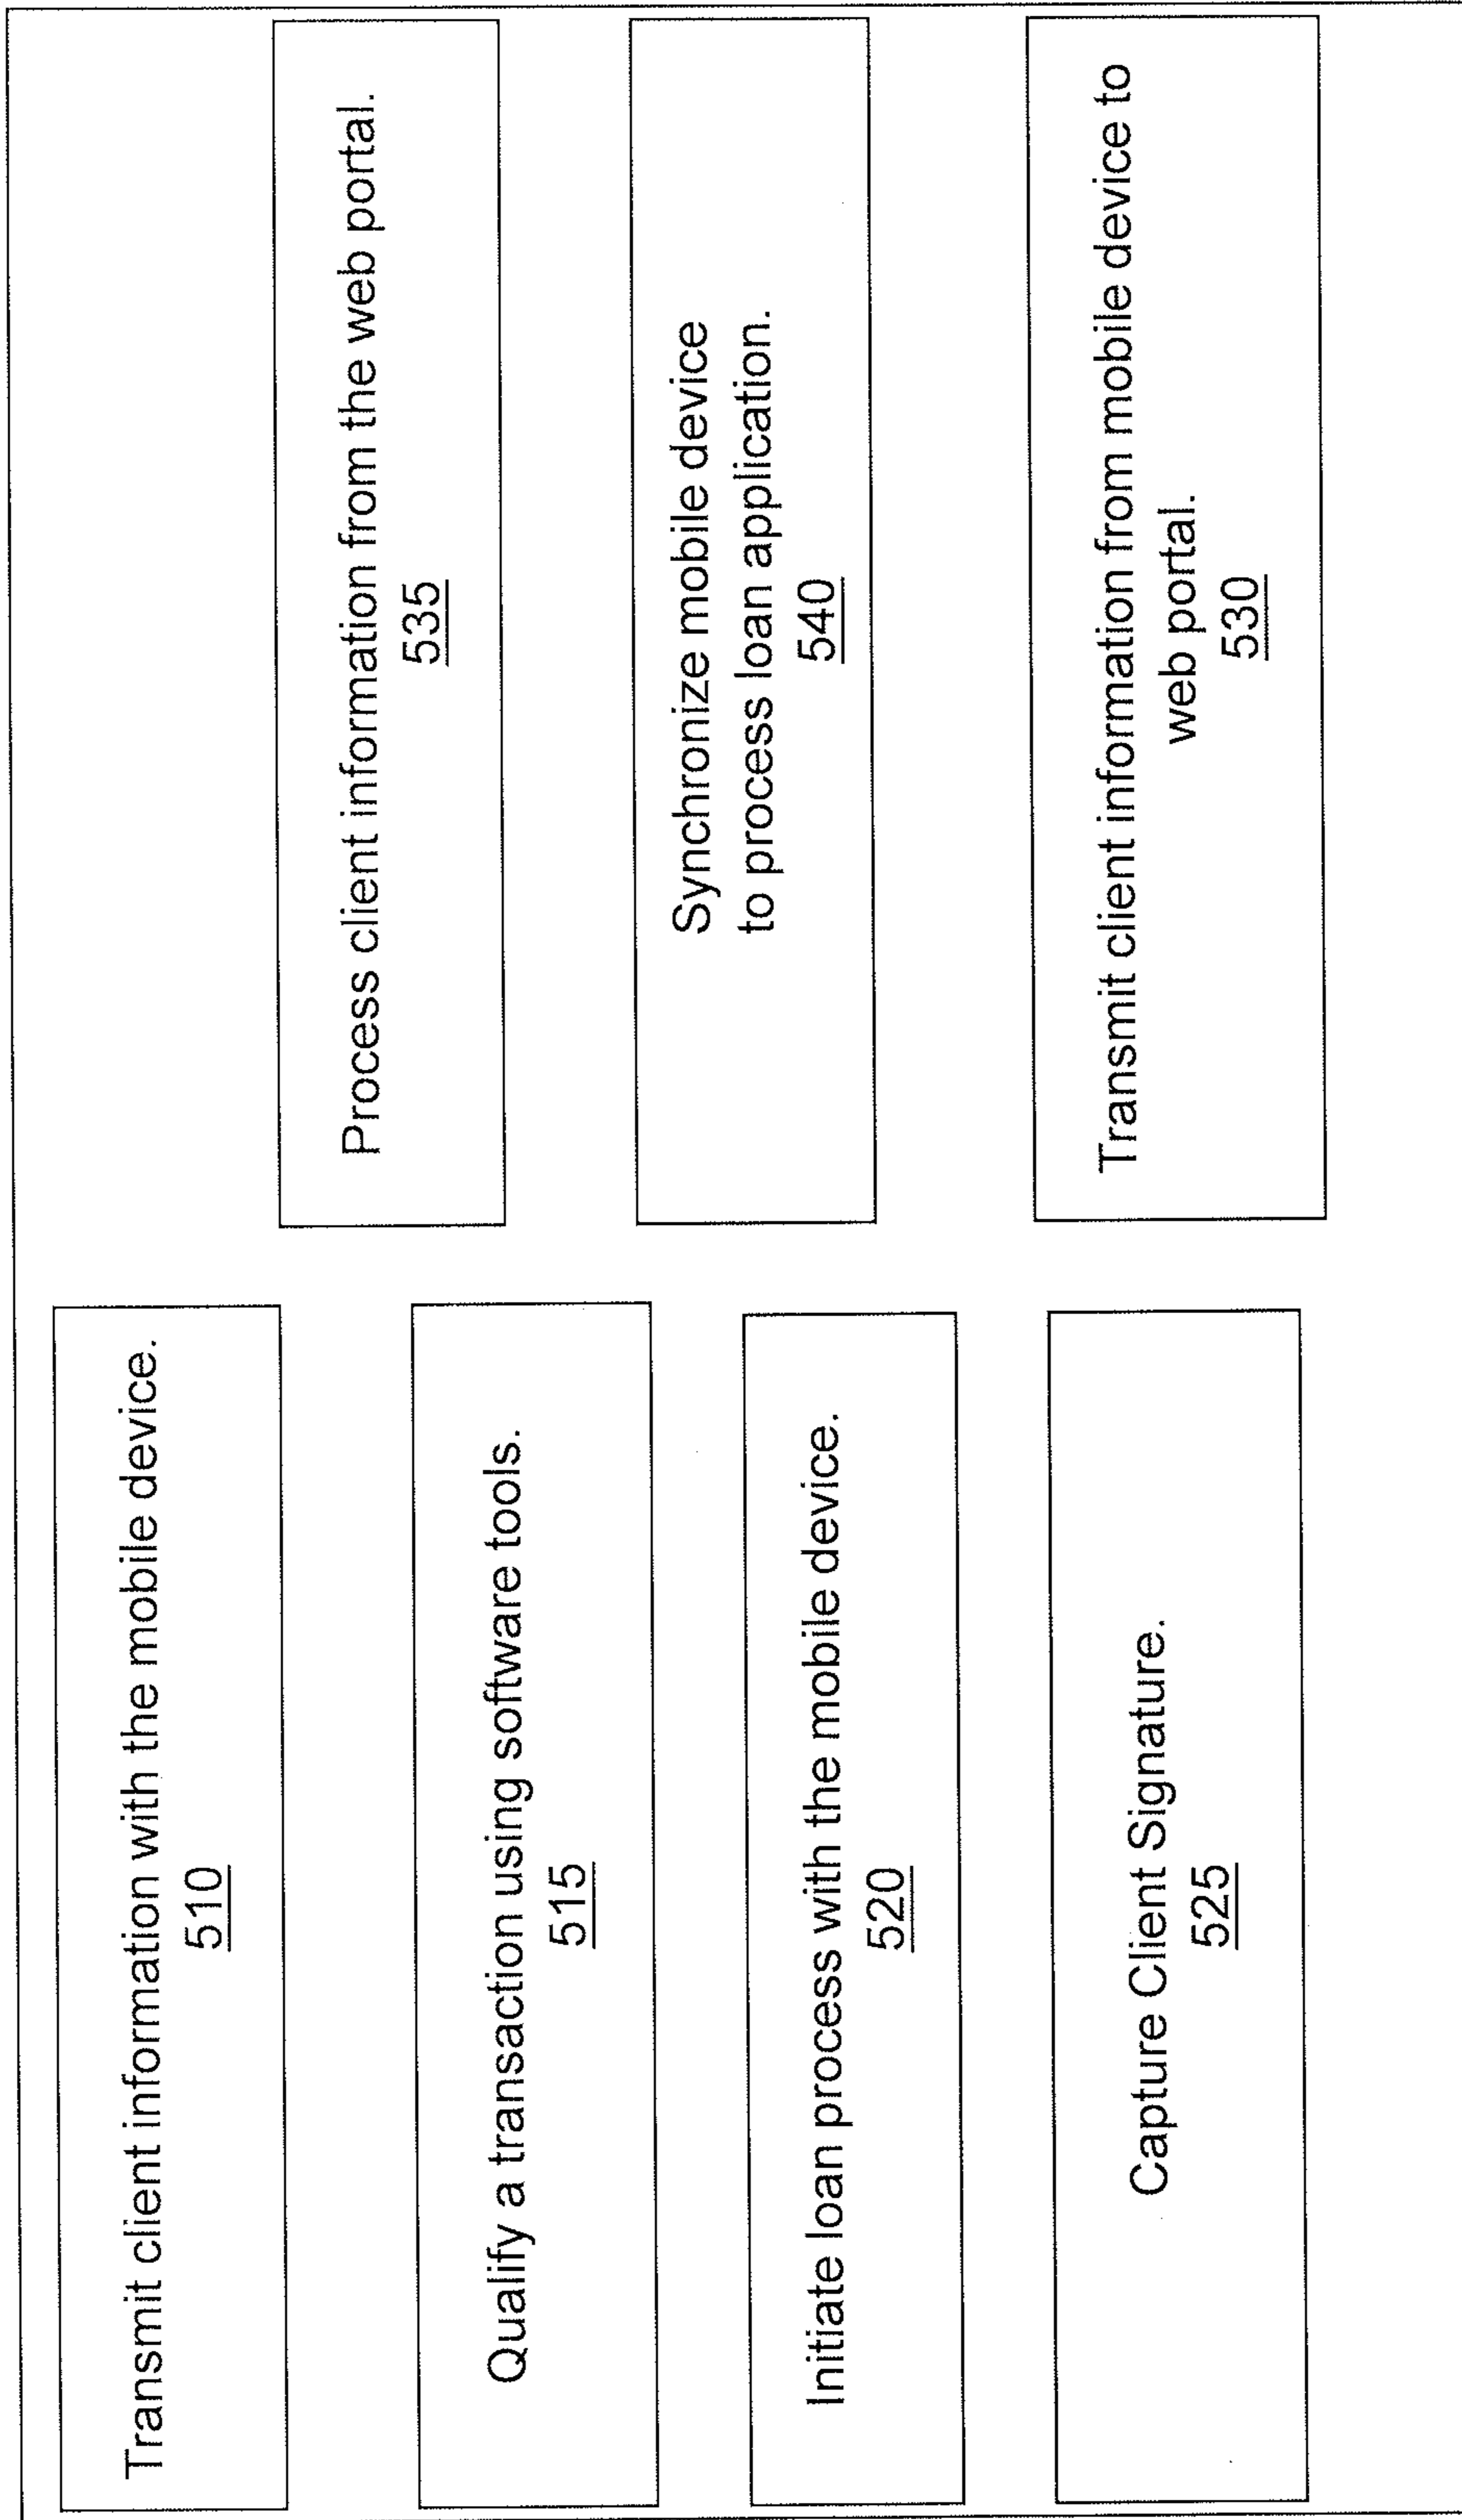 Transmit client information with the mobile device.
510
Qualify a transaction using software tools.
515
Initiate loan process with the mobile device.
520
Capture Client Signature.
525
Process client information from the web portal.
535
Synchronize mobile device
to process loan application.
540
Transmit client information from mobile device to
web portal.
530